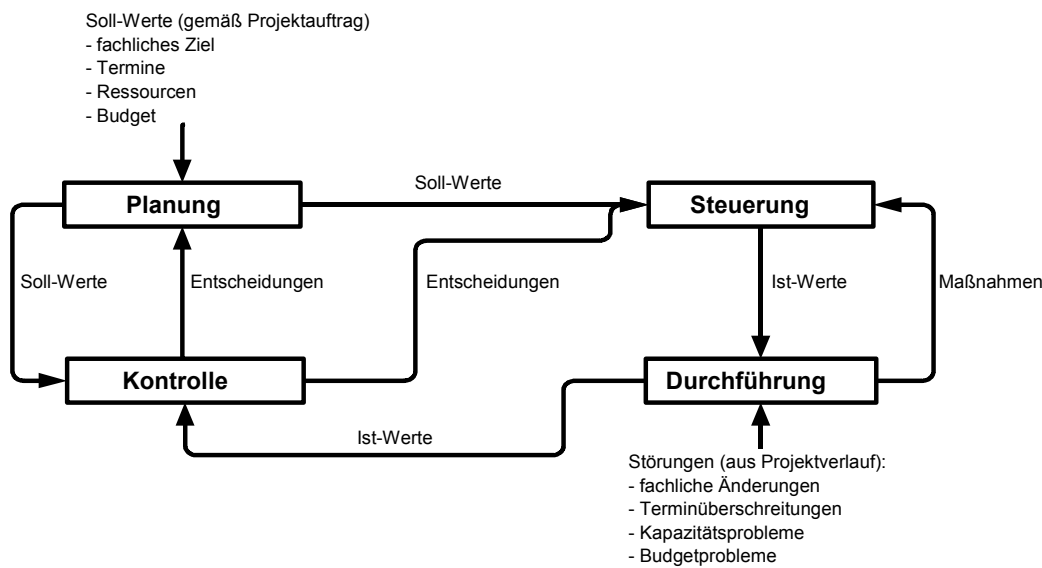 Soll-Werte (gemäß Projektauftrag)
- fachliches Ziel
- Termine
- Ressourcen
- Budget
Soll-Werte
Planung
Steuerung
Soll-Werte
Entscheidungen
Entscheidungen
Ist-Werte
Maßnahmen
Kontrolle
Durchführung
Ist-Werte
Störungen (aus Projektverlauf):
- fachliche Änderungen
- Terminüberschreitungen
- Kapazitätsprobleme
- Budgetprobleme